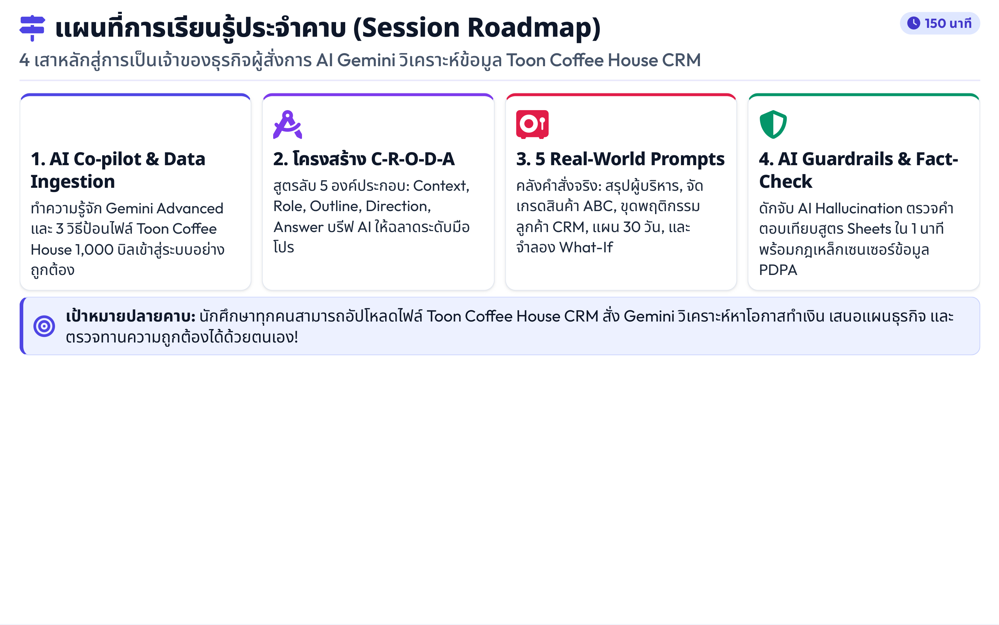 แผนที่การเรียนรู้ประจำคาบ (Session Roadmap)
150 นาที
4 เสาหลักสู่การเป็นเจ้าของธุรกิจผู้สั่งการ AI Gemini วิเคราะห์ข้อมูล Toon Coffee House CRM
1. AI Co-pilot & Data
Ingestion
ทำความรู้จัก Gemini Advanced
และ 3 วิธีป้อนไฟล์ Toon Coffee
House 1,000 บิลเข้าสู่ระบบอย่าง
ถูกต้อง
2. โครงสร้าง C-R-O-D-A
สูตรลับ 5 องค์ประกอบ: Context,
Role, Outline, Direction,
Answer บรีฟ AI ให้ฉลาดระดับมือ
โปร
3. 5 Real-World Prompts
คลังคำสั่งจริง: สรุปผู้บริหาร, จัด
เกรดสินค้า ABC, ขุดพฤติกรรม
ลูกค้า CRM, แผน 30 วัน, และ
จำลอง What-If
4. AI Guardrails & Fact-
Check
ดักจับ AI Hallucination ตรวจคำ
ตอบเทียบสูตร Sheets ใน 1 นาที
พร้อมกฎเหล็กเซนเซอร์ข้อมูล
PDPA
เป้าหมายปลายคาบ: นักศึกษาทุกคนสามารถอัปโหลดไฟล์ Toon Coffee House CRM สั่ง Gemini วิเคราะห์หาโอกาสทำเงิน เสนอแผนธุรกิจ และ
ตรวจทานความถูกต้องได้ด้วยตนเอง!